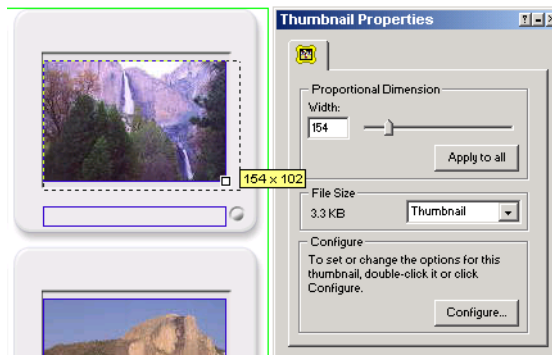 Thumbnail Properties
Proportional Dimension
Width:
154
Apply to all
154 x 102
File Size
3.3 KB
Thumbnail
Configure
To set or change the options for this
thumbnail, double-click it or click
Configure.
Configure...